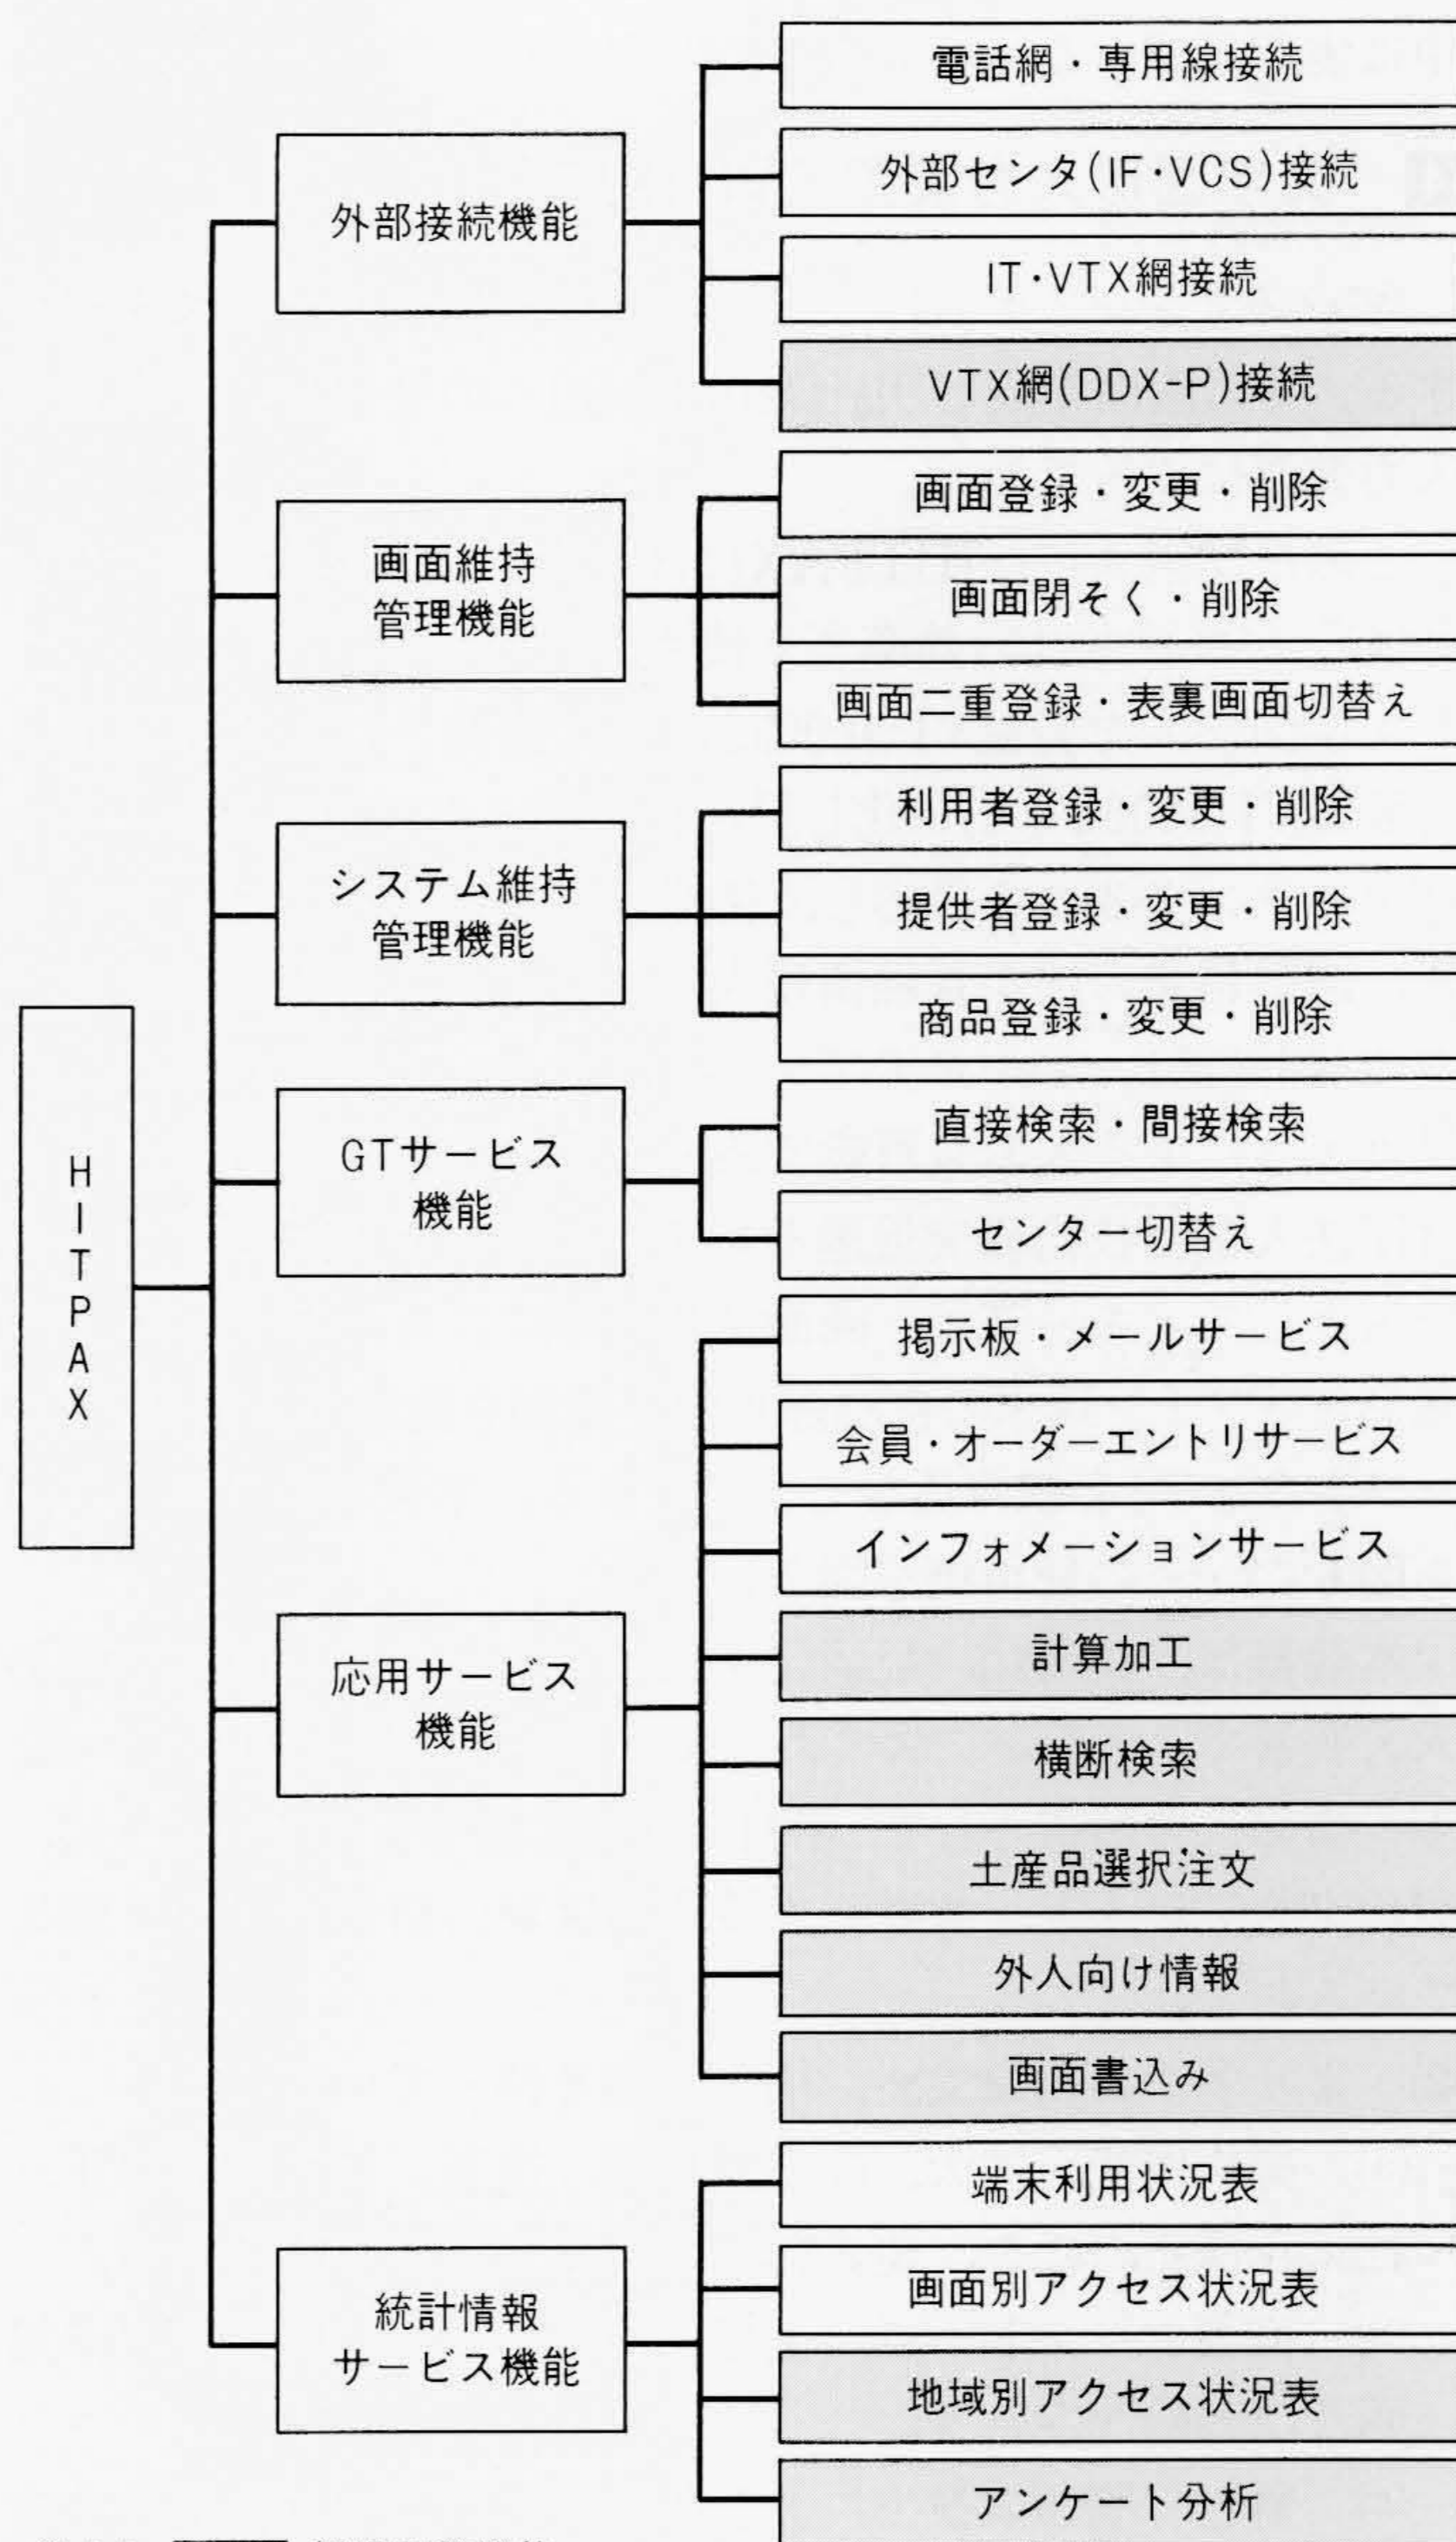 HITPAX
外部接続機能
電話網・専用線接続
外部センタ(IF・VCS)接続
IT・VTX網接続
VTX網(DDX-P)接続
画面維持
管理機能
画面登録・変更・削除
画面閉そく・削除
画面二重登録・表裏画面切替え
システム維持
管理機能
利用者登録・変更・削除
提供者登録・変更・削除
商品登録・変更・削除
GTサービス
機能
直接検索・間接検索
センター切替え
応用サービス
機能
掲示板・メールサービス
会員・オーダーエントリサービス
インフォメーションサービス
計算加工
横断検索
土産品選択注文
外人向け情報
画面書込み
統計情報
サービス機能
端末利用状況表
画面別アクセス状況表
地域別アクセス状況表
アンケート分析